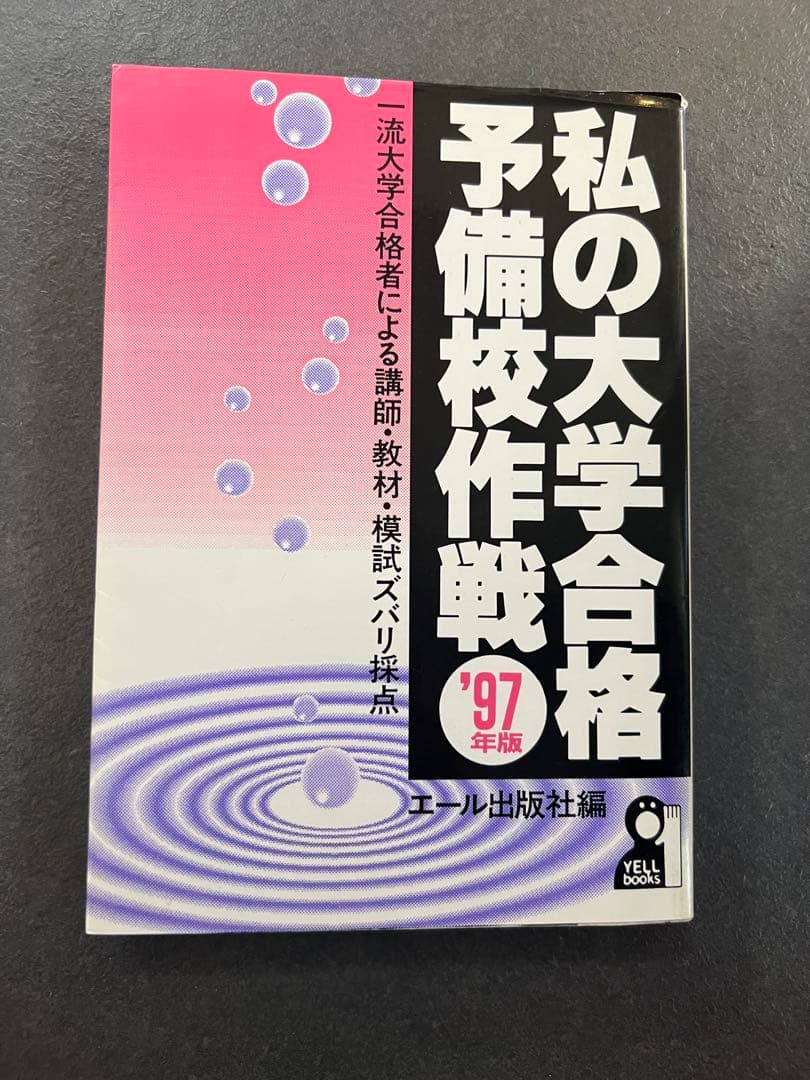 私の大学合格
予備校作戦
'97
年版
一流大学合格者による講師・教材・模試ズバリ採点
エール出版社編
YELL
books